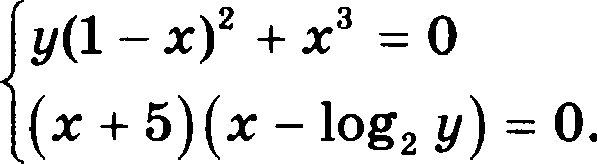 y(1 − x)² + x³ = 0
(x + 5)(x − log₂ y) = 0.